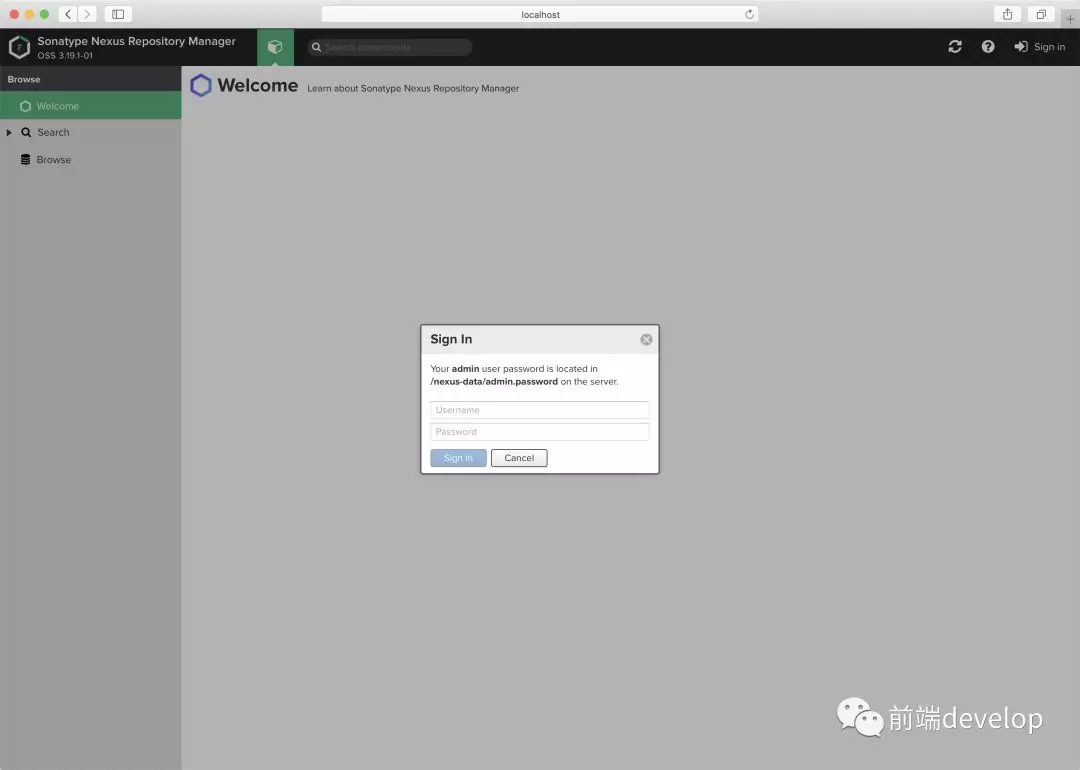 localhost
Sonatype Nexus Repository Manager
OSS 3.19.1-01
Search components
Sign in
Browse
Welcome
Search
Browse
Welcome Learn about Sonatype Nexus Repository Manager
Sign In
Your admin user password is located in
/nexus-data/admin.password on the server.
Username
Password
Sign in
Cancel
前端develop